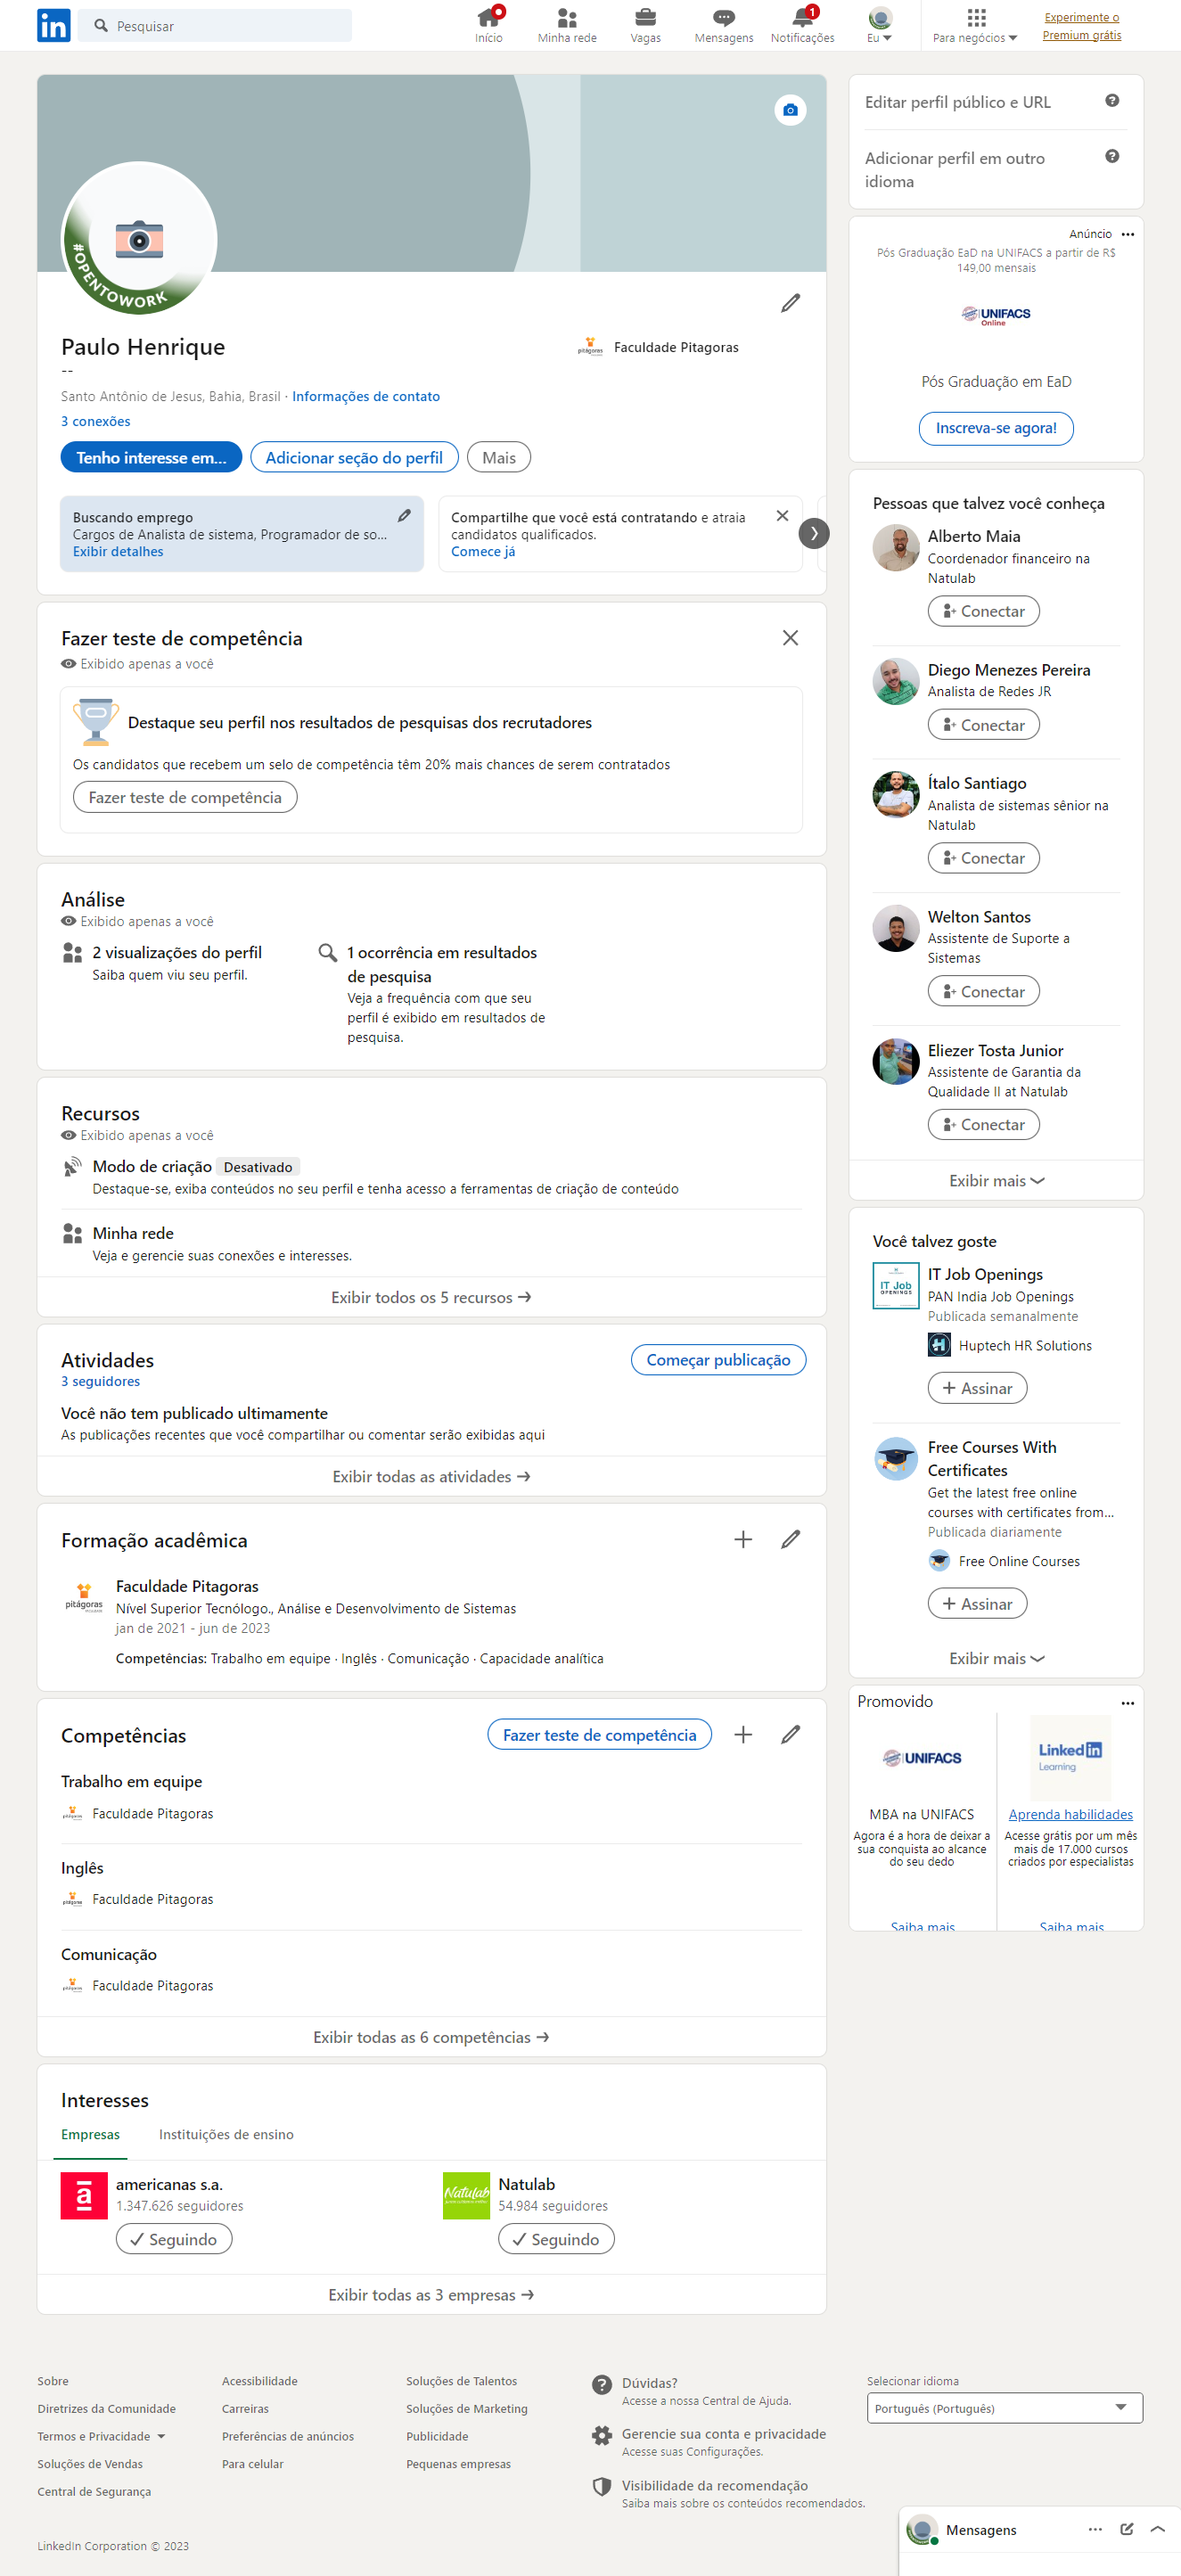 in
Pesquisar
Início
Minha rede
Vagas
Mensagens
1
Notificações
Eu
Para negócios
Experimente o
Premium grátis
#OPENTOWORK
Paulo Henrique
--
pitágoras
Faculdade Pitagoras
Santo Antônio de Jesus, Bahia, Brasil · Informações de contato
3 conexões
Tenho interesse em...
Adicionar seção do perfil
Mais
Buscando emprego
Cargos de Analista de sistema, Programador de so...
Exibir detalhes
Compartilhe que você está contratando e atraia
candidatos qualificados.
Comece já
Fazer teste de competência
Exibido apenas a você
Destaque seu perfil nos resultados de pesquisas dos recrutadores
Os candidatos que recebem um selo de competência têm 20% mais chances de serem contratados
Fazer teste de competência
Análise
Exibido apenas a você
2 visualizações do perfil
Saiba quem viu seu perfil.
1 ocorrência em resultados
de pesquisa
Veja a frequência com que seu
perfil é exibido em resultados de
pesquisa.
Recursos
Exibido apenas a você
Modo de criação Desativado
Destaque-se, exiba conteúdos no seu perfil e tenha acesso a ferramentas de criação de conteúdo
Minha rede
Veja e gerencie suas conexões e interesses.
Exibir todos os 5 recursos →
Atividades
3 seguidores
Começar publicação
Você não tem publicado ultimamente
As publicações recentes que você compartilhar ou comentar serão exibidas aqui
Exibir todas as atividades →
Formação acadêmica
pitágoras
Faculdade Pitagoras
Nível Superior Tecnólogo., Análise e Desenvolvimento de Sistemas
jan de 2021 - jun de 2023
Competências: Trabalho em equipe · Inglês · Comunicação · Capacidade analítica
Competências
Fazer teste de competência
Trabalho em equipe
Faculdade Pitagoras
Inglês
Faculdade Pitagoras
Comunicação
Faculdade Pitagoras
Exibir todas as 6 competências →
Interesses
Empresas
Instituições de ensino
a
americanas s.a.
1.347.626 seguidores
Seguindo
Natulab
Natulab
54.984 seguidores
Seguindo
Exibir todas as 3 empresas →
Editar perfil público e URL
Adicionar perfil em outro
idioma
Anúncio
Pós Graduação EaD na UNIFACS a partir de R$
149,00 mensais
UNIFACS
Online
Pós Graduação em EaD
Inscreva-se agora!
Pessoas que talvez você conheça
Alberto Maia
Coordenador financeiro na
Natulab
Conectar
Diego Menezes Pereira
Analista de Redes JR
Conectar
Ítalo Santiago
Analista de sistemas sênior na
Natulab
Conectar
Welton Santos
Assistente de Suporte a
Sistemas
Conectar
Eliezer Tosta Junior
Assistente de Garantia da
Qualidade II at Natulab
Conectar
Exibir mais
Você talvez goste
IT Job
OPENINGS
IT Job Openings
PAN India Job Openings
Publicada semanalmente
Huptech HR Solutions
+ Assinar
Free Courses With
Certificates
Get the latest free online
courses with certificates from...
Publicada diariamente
Free Online Courses
+ Assinar
Exibir mais
Promovido
UNIFACS
MBA na UNIFACS
Agora é a hora de deixar a
sua conquista ao alcance
do seu dedo
Saiba mais
Linked in
Learning
Aprenda habilidades
Acesse grátis por um mês
mais de 17.000 cursos
criados por especialistas
Saiba mais
Sobre
Diretrizes da Comunidade
Termos e Privacidade
Soluções de Vendas
Central de Segurança
Acessibilidade
Carreiras
Preferências de anúncios
Para celular
Soluções de Talentos
Soluções de Marketing
Publicidade
Pequenas empresas
Dúvidas?
Acesse a nossa Central de Ajuda.
Gerencie sua conta e privacidade
Acesse suas Configurações.
Visibilidade da recomendação
Saiba mais sobre os conteúdos recomendados.
Selecionar idioma
Português (Português)
LinkedIn Corporation © 2023
Mensagens